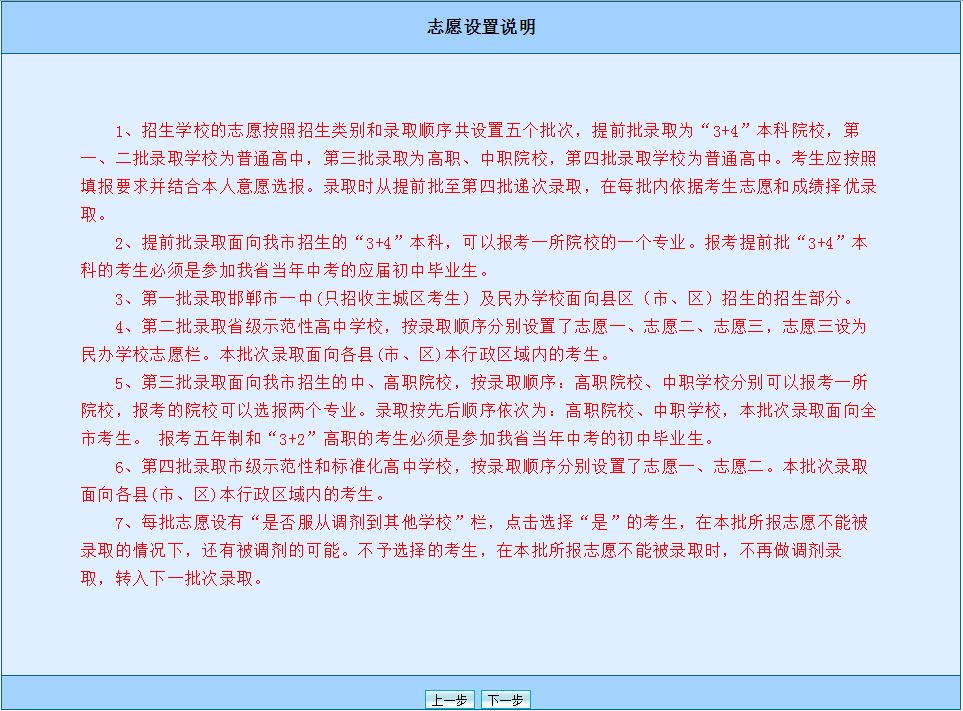 志愿设置说明
1、招生学校的志愿按照招生类别和录取顺序共设置五个批次，提前批录取为“3+4”本科院校，第
一、二批录取学校为普通高中，第三批录取为高职、中职院校，第四批录取学校为普通高中。考生应按照
填报要求并结合本人意愿选报。录取时从提前批至第四批递次录取，在每批内依据考生志愿和成绩择优录
取。
2、提前批录取面向我市招生的“3+4”本科，可以报考一所院校的一个专业。报考提前批“3+4”本
科的考生必须是参加我省当年中考的应届初中毕业生。
3、第一批录取邯郸市一中(只招收主城区考生）及民办学校面向县区（市、区）招生的招生部分。
4、第二批录取省级示范性高中学校，按录取顺序分别设置了志愿一、志愿二、志愿三，志愿三设为
民办学校志愿栏。本批次录取面向各县(市、区)本行政区域内的考生。
5、第三批录取面向我市招生的中、高职院校，按录取顺序：高职院校、中职学校分别可以报考一所
院校，报考的院校可以选报两个专业。录取按先后顺序依次为：高职院校、中职学校，本批次录取面向全
市考生。 报考五年制和“3+2”高职的考生必须是参加我省当年中考的初中毕业生。
6、第四批录取市级示范性和标准化高中学校，按录取顺序分别设置了志愿一、志愿二。本批次录取
面向各县(市、区)本行政区域内的考生。
7、每批志愿设有“是否服从调剂到其他学校”栏，点击选择“是”的考生，在本批所报志愿不能被
录取的情况下，还有被调剂的可能。不予选择的考生，在本批所报志愿不能被录取时，不再做调剂录
取，转入下一批次录取。
上一步 下一步